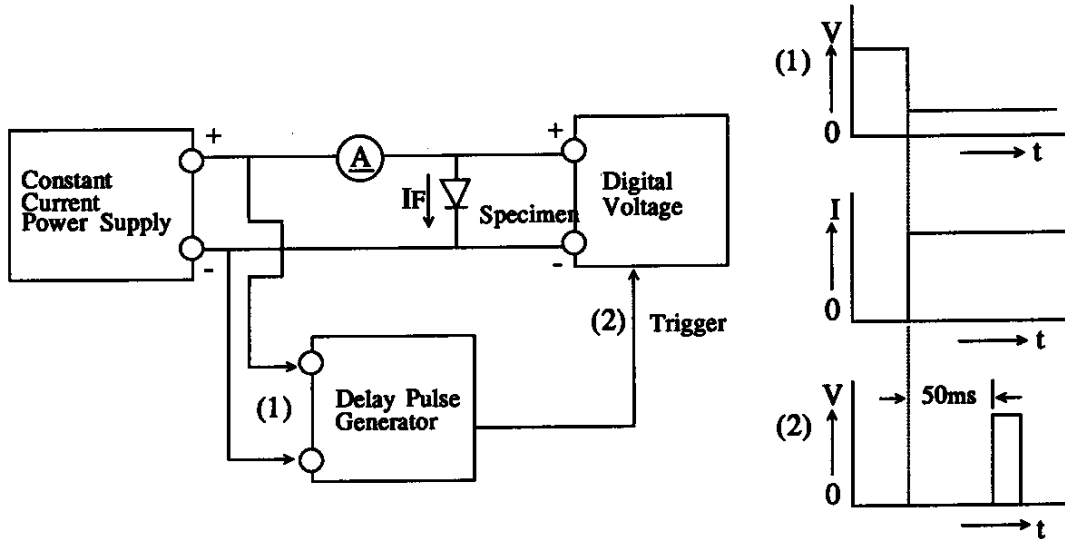 Constant
Current
Power Supply
+
-
A
IF
Specimen
+
-
Digital
Voltage
(2)
Trigger
(1)
Delay Pulse
Generator
(1)
V
0
t
I
0
t
(2)
V
50ms
0
t